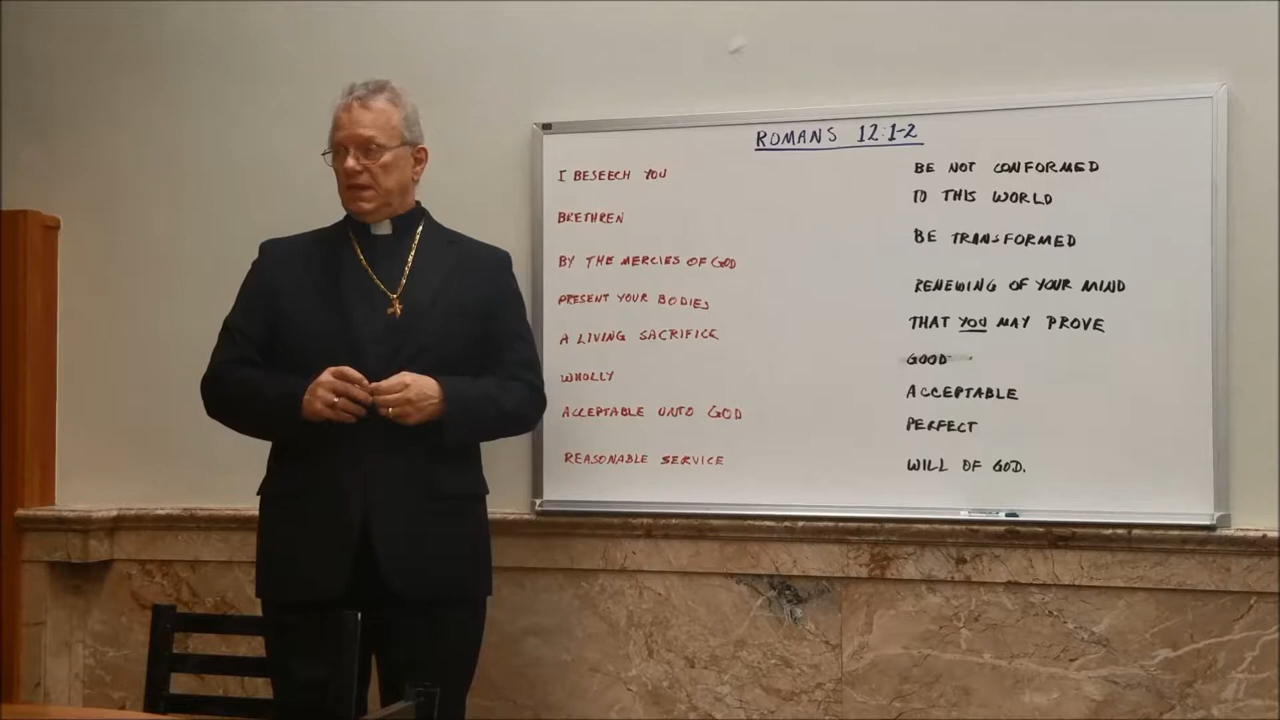 ROMANS 12:1-2
I BESEECH YOU
BRETHREN
BY THE MERCIES OF GOD
PRESENT YOUR BODIES
A LIVING SACRIFICE
WHOLLY
ACCEPTABLE UNTO GOD
REASONABLE SERVICE
BE NOT CONFORMED
TO THIS WORLD
BE TRANSFORMED
RENEWING OF YOUR MIND
THAT YOU MAY PROVE
GOOD
ACCEPTABLE
PERFECT
WILL OF GOD.